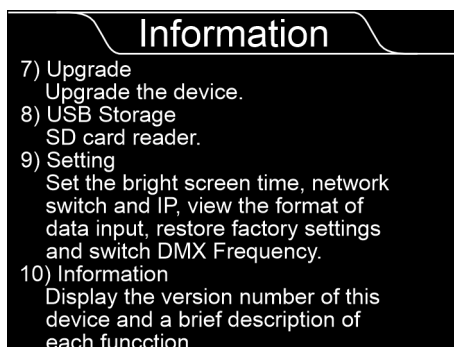 Information
7) Upgrade
Upgrade the device.
8) USB Storage
SD card reader.
9) Setting
Set the bright screen time, network
switch and IP, view the format of
data input, restore factory settings
and switch DMX Frequency.
10) Information
Display the version number of this
device and a brief description of
each funcction